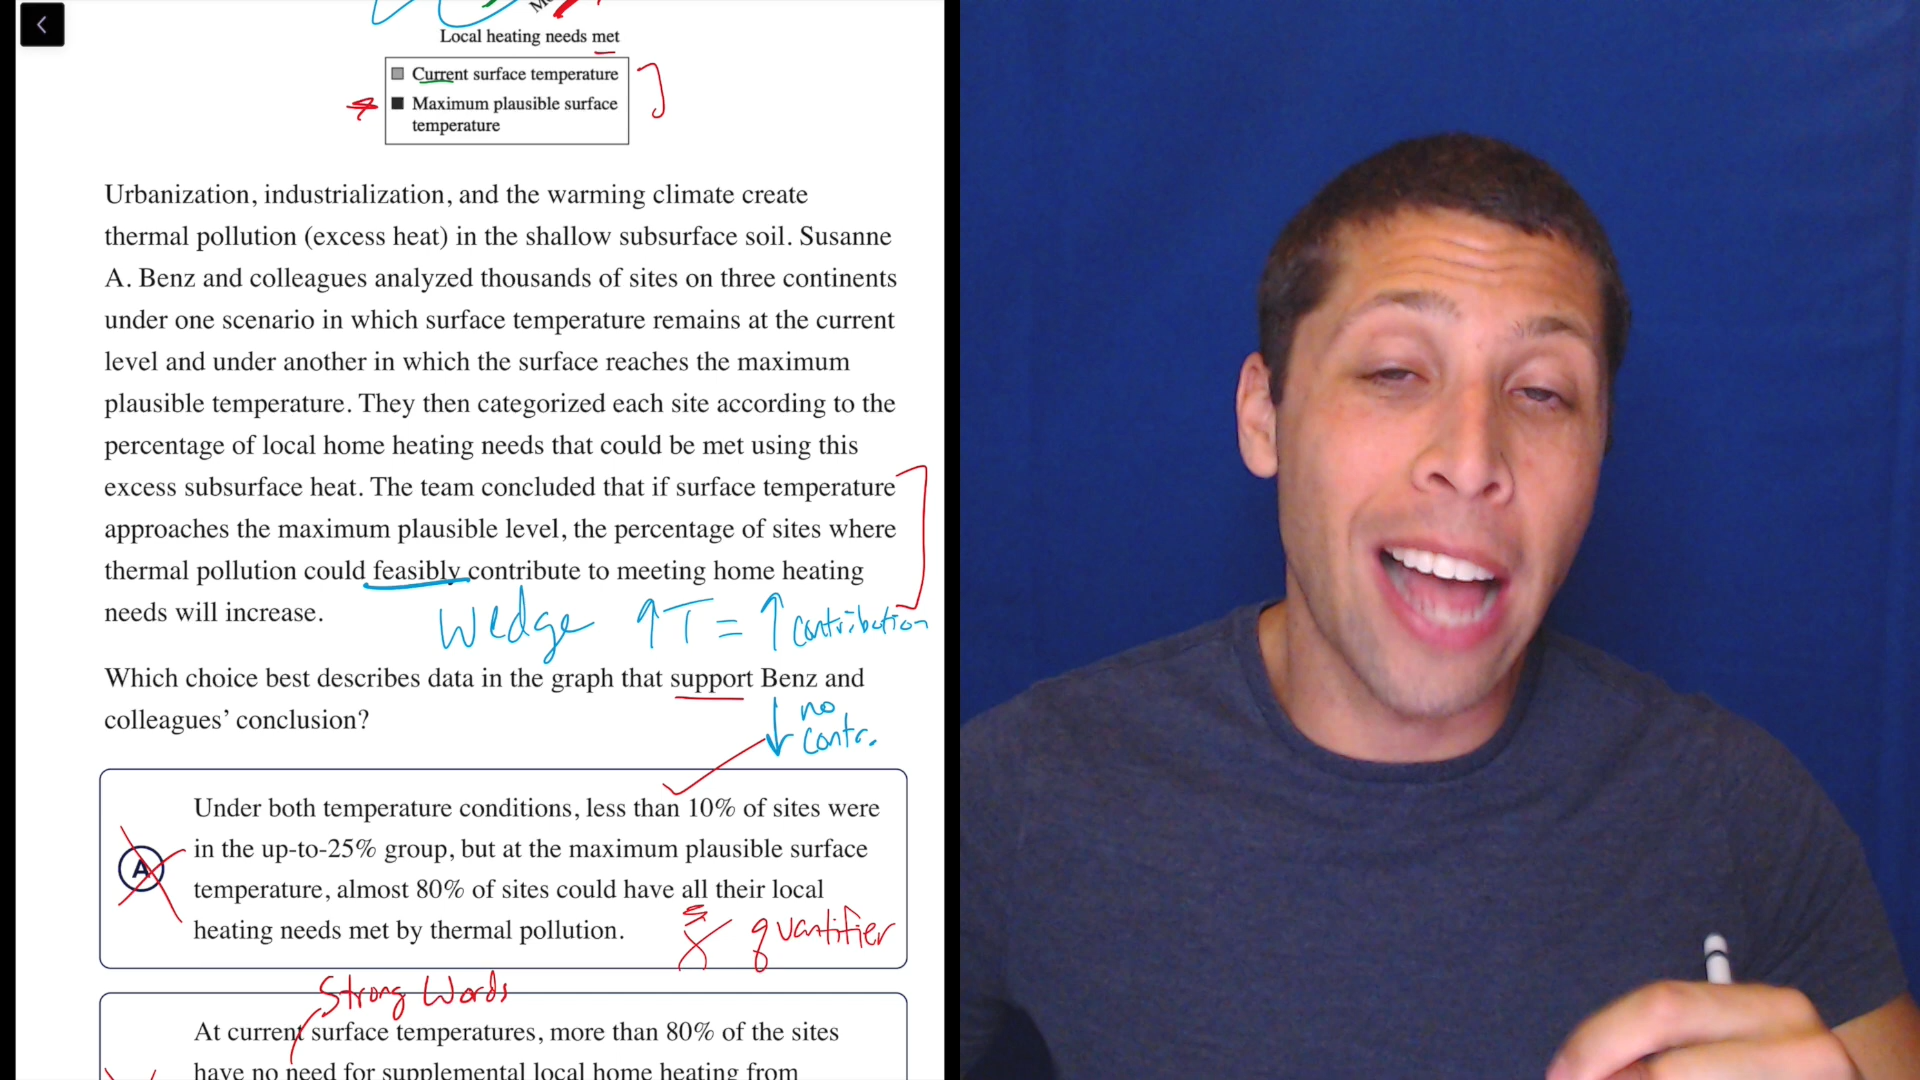 Local heating needs met
Current surface temperature
Maximum plausible surface
temperature
Urbanization, industrialization, and the warming climate create
thermal pollution (excess heat) in the shallow subsurface soil. Susanne
A. Benz and colleagues analyzed thousands of sites on three continents
under one scenario in which surface temperature remains at the current
level and under another in which the surface reaches the maximum
plausible temperature. They then categorized each site according to the
percentage of local home heating needs that could be met using this
excess subsurface heat. The team concluded that if surface temperature
approaches the maximum plausible level, the percentage of sites where
thermal pollution could feasibly contribute to meeting home heating
needs will increase.
Wedge ↑T = ↑ contribution
Which choice best describes data in the graph that support Benz and
colleagues’ conclusion?
↓ no
contr.
A
Under both temperature conditions, less than 10% of sites were
in the up-to-25% group, but at the maximum plausible surface
temperature, almost 80% of sites could have all their local
heating needs met by thermal pollution.
quantifier
Strong Words
At current surface temperatures, more than 80% of the sites
have no need for supplemental local home heating from